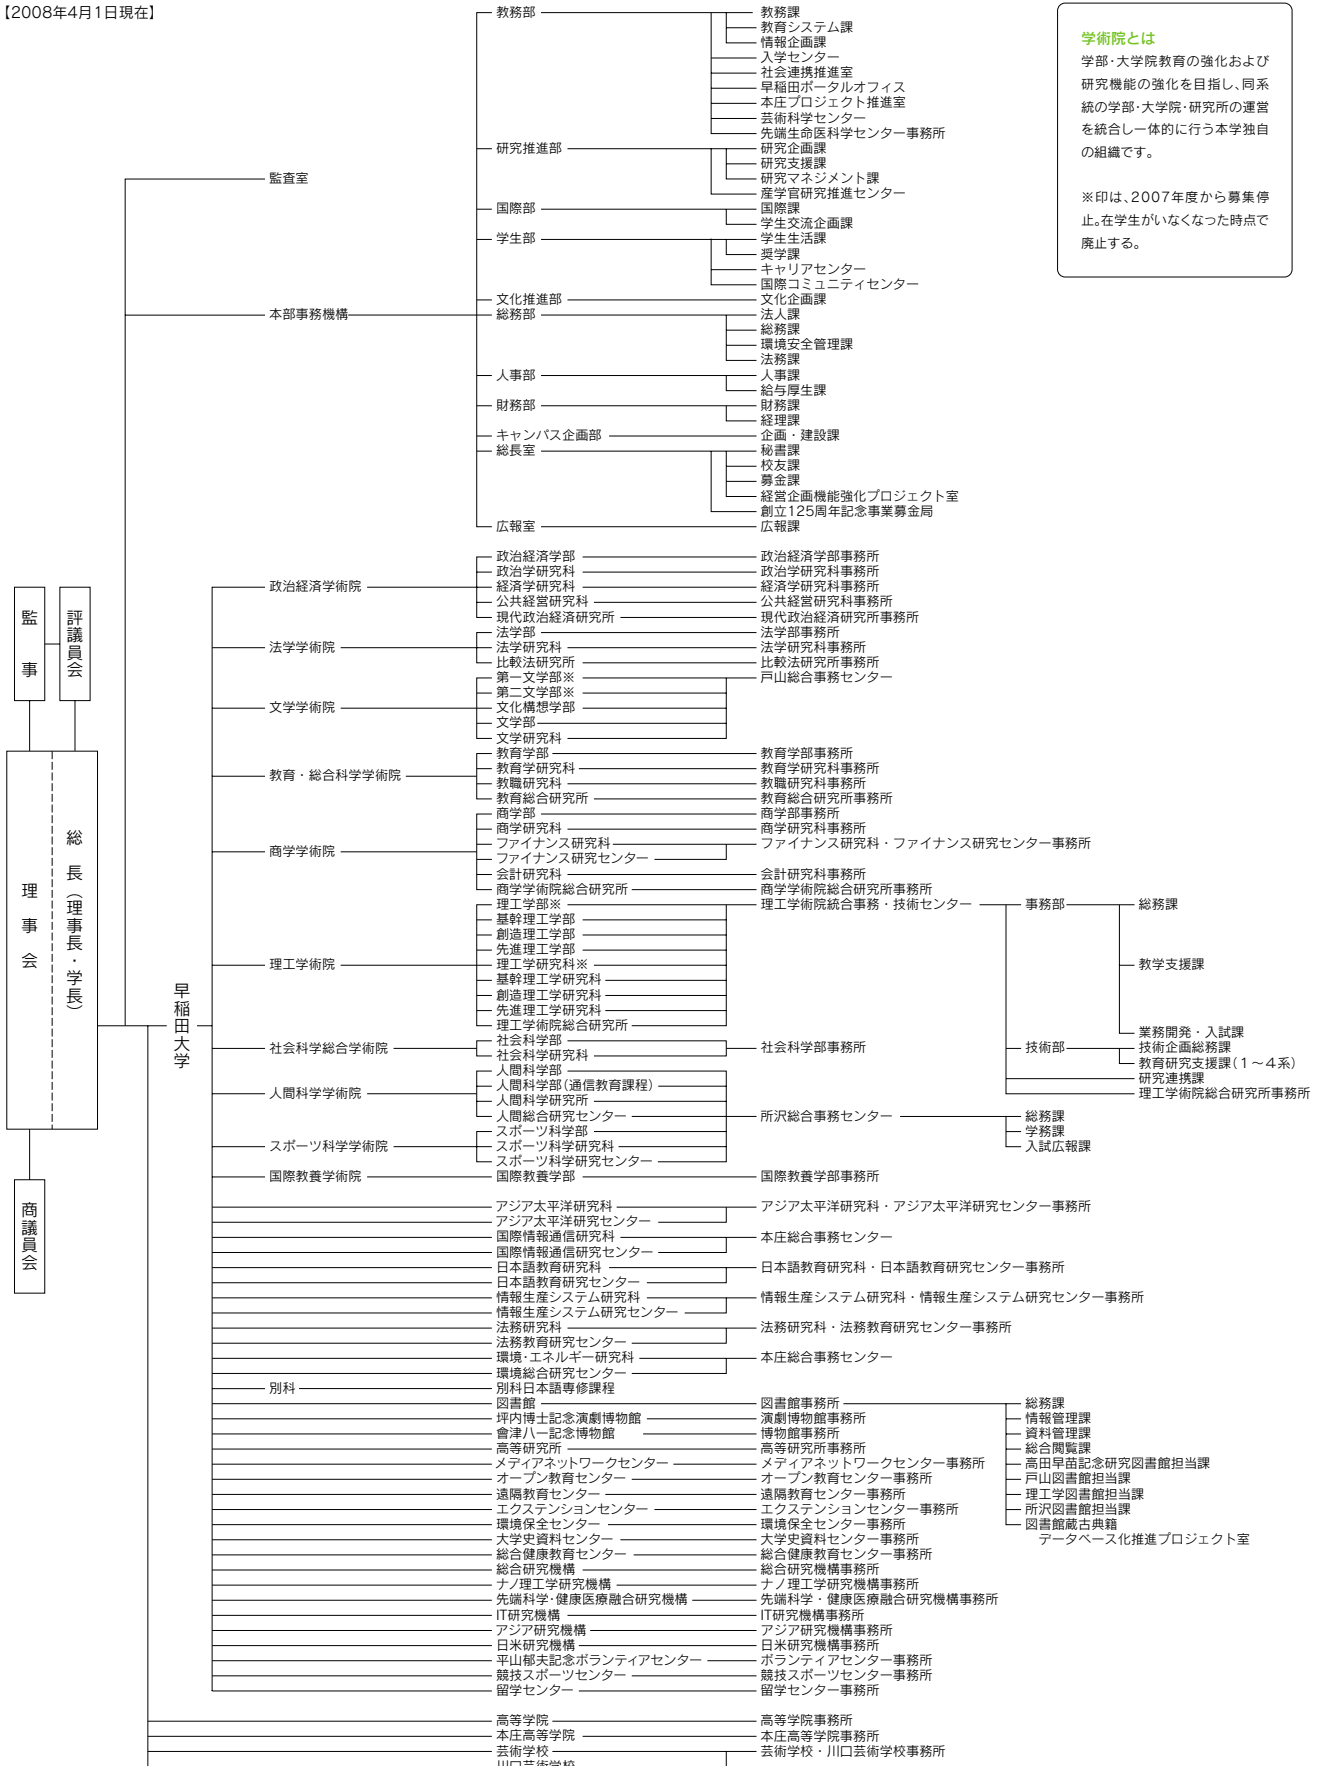 【2008年4月1日現在】
学術院とは
学部・大学院教育の強化および
研究機能の強化を目指し、同系
統の学部・大学院・研究所の運営
を統合し一体的に行う本学独自
の組織です。
※印は、2007年度から募集停
止。在学生がいなくなった時点で
廃止する。
監事
評議員会
理事会
総長（理事長・学長）
商議員会
早稲田大学
監査室
本部事務機構
教務部
教務課
教育システム課
情報企画課
入学センター
社会連携推進室
早稲田ポータルオフィス
本庄プロジェクト推進室
芸術科学センター
先端生命医科学センター事務所
研究推進部
研究企画課
研究支援課
研究マネジメント課
産学官研究推進センター
国際部
国際課
学生交流企画課
学生部
学生生活課
奨学課
キャリアセンター
国際コミュニティセンター
文化推進部
文化企画課
総務部
法人課
総務課
環境安全管理課
法務課
人事部
人事課
給与厚生課
財務部
財務課
経理課
キャンパス企画部
企画・建設課
総長室
秘書課
校友課
募金課
経営企画機能強化プロジェクト室
創立125周年記念事業募金局
広報室
広報課
政治経済学術院
政治経済学部 政治経済学部事務所
政治学研究科 政治学研究科事務所
経済学研究科 経済学研究科事務所
公共経営研究科 公共経営研究科事務所
現代政治経済研究所 現代政治経済研究所事務所
法学学術院
法学部 法学部事務所
法学研究科 法学研究科事務所
比較法研究所 比較法研究所事務所
文学学術院
第一文学部※ 戸山総合事務センター
第二文学部※
文化構想学部
文学部
文学研究科
教育・総合科学学術院
教育学部 教育学部事務所
教育学研究科 教育学研究科事務所
教職研究科 教職研究科事務所
教育総合研究所 教育総合研究所事務所
商学学術院
商学部 商学部事務所
商学研究科 商学研究科事務所
ファイナンス研究科 ファイナンス研究科・ファイナンス研究センター事務所
ファイナンス研究センター
会計研究科 会計研究科事務所
商学学術院総合研究所 商学学術院総合研究所事務所
理工学術院
理工学部※ 理工学術院統合事務・技術センター
基幹理工学部
創造理工学部
先進理工学部
理工学研究科※
基幹理工学研究科
創造理工学研究科
先進理工学研究科
理工学術院総合研究所
事務部
総務課
教学支援課
業務開発・入試課
技術部
技術企画総務課
教育研究支援課（1～4系）
研究連携課
理工学術院総合研究所事務所
社会科学総合学術院
社会科学部
社会科学研究科
社会科学部事務所
人間科学学術院
人間科学部
人間科学部（通信教育課程）
人間科学研究所
人間総合研究センター
所沢総合事務センター
総務課
学務課
入試広報課
スポーツ科学学術院
スポーツ科学部
スポーツ科学研究科
スポーツ科学研究センター
国際教養学術院
国際教養学部 国際教養学部事務所
アジア太平洋研究科 アジア太平洋研究科・アジア太平洋研究センター事務所
アジア太平洋研究センター
国際情報通信研究科 本庄総合事務センター
国際情報通信研究センター
日本語教育研究科 日本語教育研究科・日本語教育研究センター事務所
日本語教育研究センター
情報生産システム研究科 情報生産システム研究科・情報生産システム研究センター事務所
情報生産システム研究センター
法務研究科 法務研究科・法務教育研究センター事務所
法務教育研究センター
環境・エネルギー研究科 本庄総合事務センター
環境総合研究センター
別科 別科日本語専修課程
図書館 図書館事務所
総務課
情報管理課
資料管理課
総合閲覧課
高田早苗記念研究図書館担当課
戸山図書館担当課
理工学図書館担当課
所沢図書館担当課
図書館蔵古典籍
データベース化推進プロジェクト室
坪内博士記念演劇博物館 演劇博物館事務所
會津八一記念博物館 博物館事務所
高等研究所 高等研究所事務所
メディアネットワークセンター メディアネットワークセンター事務所
オープン教育センター オープン教育センター事務所
遠隔教育センター 遠隔教育センター事務所
エクステンションセンター エクステンションセンター事務所
環境保全センター 環境保全センター事務所
大学史資料センター 大学史資料センター事務所
総合健康教育センター 総合健康教育センター事務所
総合研究機構 総合研究機構事務所
ナノ理工学研究機構 ナノ理工学研究機構事務所
先端科学・健康医療融合研究機構 先端科学・健康医療融合研究機構事務所
IT研究機構 IT研究機構事務所
アジア研究機構 アジア研究機構事務所
日米研究機構 日米研究機構事務所
平山郁夫記念ボランティアセンター ボランティアセンター事務所
競技スポーツセンター 競技スポーツセンター事務所
留学センター 留学センター事務所
高等学院 高等学院事務所
本庄高等学院 本庄高等学院事務所
芸術学校 芸術学校・川口芸術学校事務所